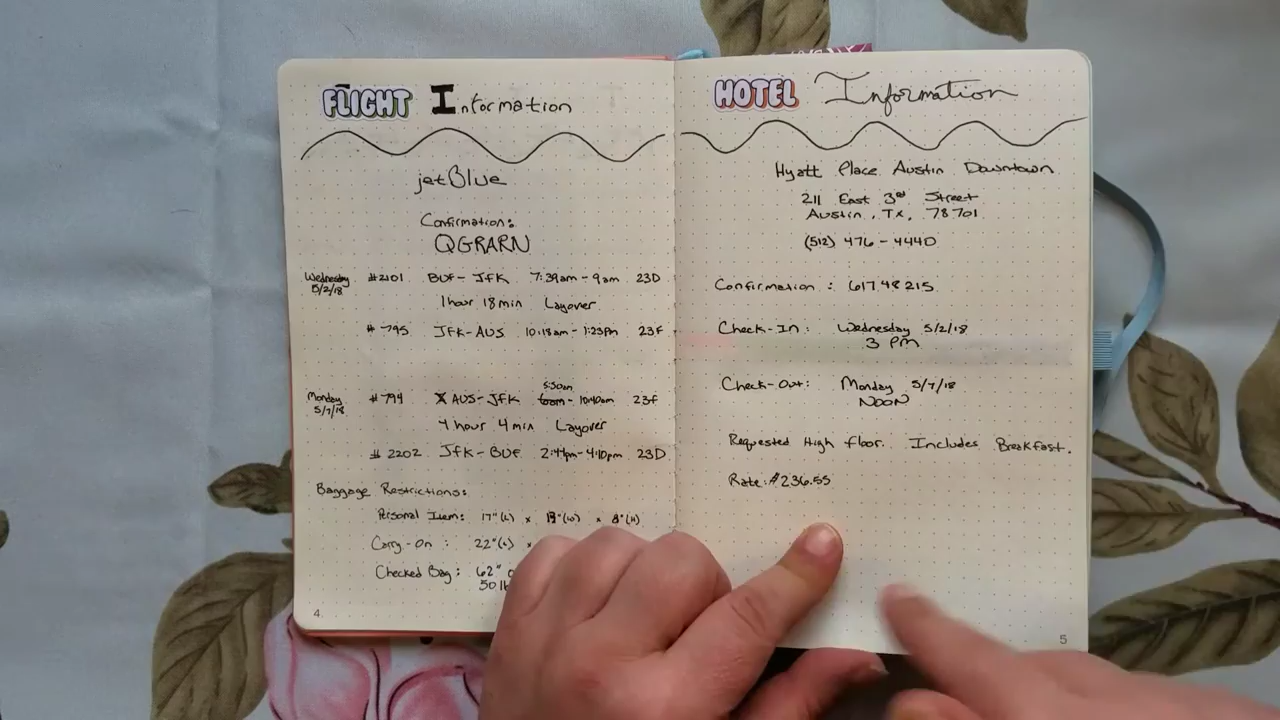 FLIGHT Information
jetBlue
Confirmation:
QGRARN
Wednesday 5/2/18 #2101 BUF-JFK 7:39am-9am 23D
1 hour 18 min Layover
#795 JFK-AUS 10:18am-1:23pm 23F
5:50am
Monday 5/7/18 #794 AUS-JFK - 10:40am 23F
4 hour 4 min Layover
#2202 JFK-BUF 2:44pm-4:10pm 23D
Baggage Restrictions:
Personal Item: 17"(L) x (W) x 8"(H)
Carry-On: 22"(L) x
Checked Bag: 62"
50 lb
4
HOTEL Information
Hyatt Place Austin Downtown
211 East 3rd Street
Austin, TX, 78701
(512) 476-4440
Confirmation: 61748215
Check-In: Wednesday 5/2/18
3 PM
Check-Out: Monday 5/7/18
NOON
Requested High floor. Includes Breakfast.
Rate: $236.55
5